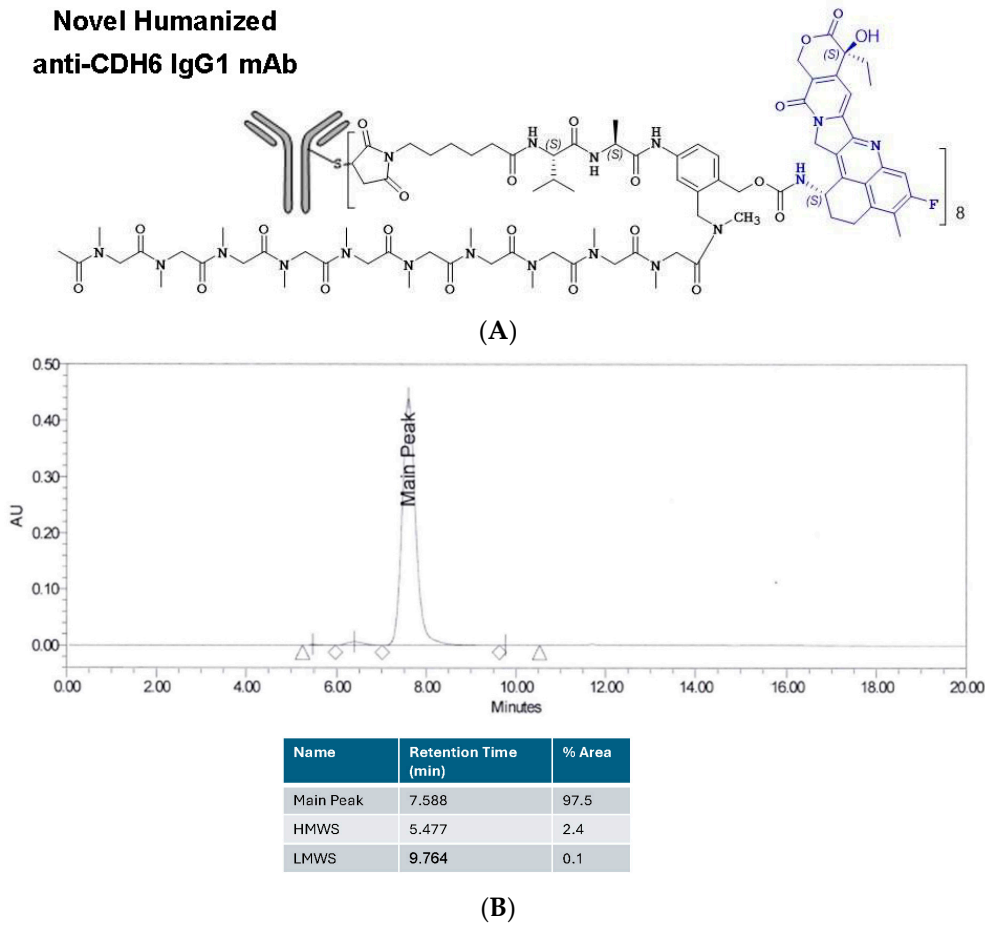 Novel Humanized
anti-CDH6 IgG1 mAb
O
O
OH
(S)
O
N
N
F
HN
(S)
O
O
S
O
N
O
O
H
N
(S)
O
N
H
(S)
O
H
N
N
CH₃
8
O
N
O
N
O
N
O
N
O
N
O
N
O
N
O
N
O
N
O
N
O
(A)
0.50
0.40
0.30
0.20
0.10
0.00
AU
Main Peak
0.00 2.00 4.00 6.00 8.00 10.00 12.00 14.00 16.00 18.00 20.00
Minutes
Name Retention Time (min) % Area
Main Peak 7.588 97.5
HMWS 5.477 2.4
LMWS 9.764 0.1
(B)